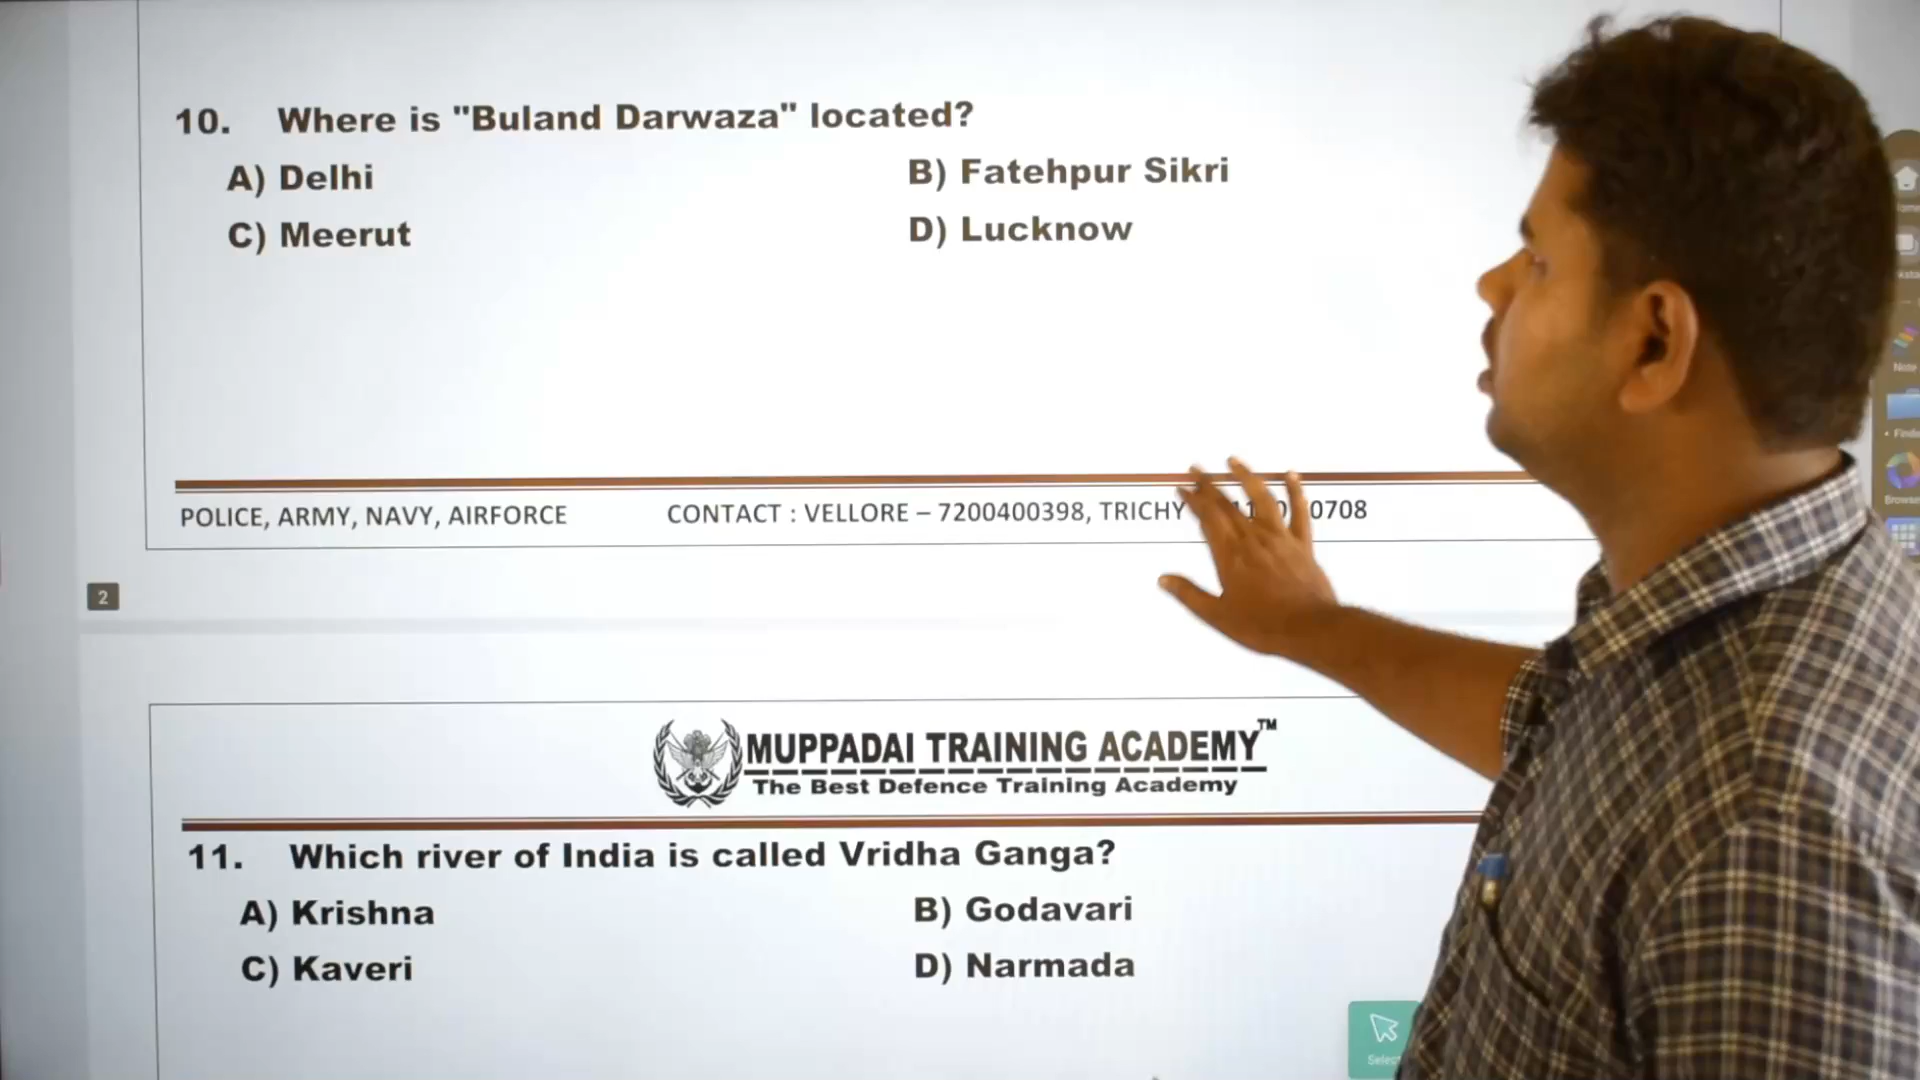 10. Where is "Buland Darwaza" located?
A) Delhi B) Fatehpur Sikri
C) Meerut D) Lucknow
POLICE, ARMY, NAVY, AIRFORCE CONTACT : VELLORE – 7200400398, TRICHY 0708
2
MUPPADAI TRAINING ACADEMY™
The Best Defence Training Academy
11. Which river of India is called Vridha Ganga?
A) Krishna B) Godavari
C) Kaveri D) Narmada
Select
Note